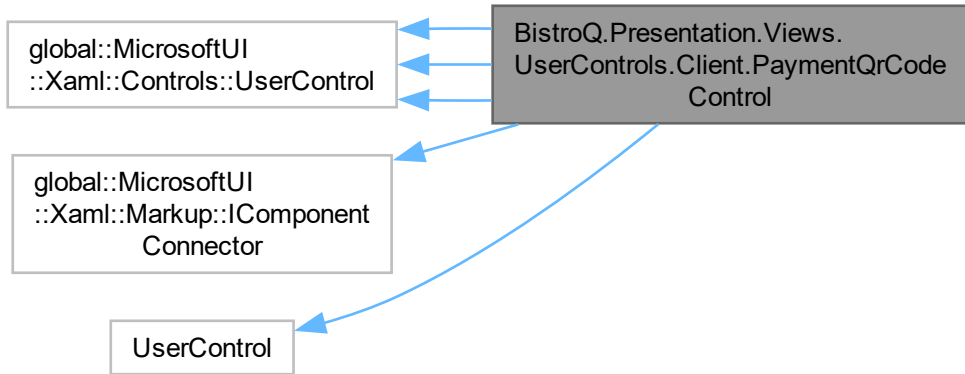 global::MicrosoftUI
::Xaml::Controls::UserControl
BistroQ.Presentation.Views.
UserControls.Client.PaymentQrCode
Control
global::MicrosoftUI
::Xaml::Markup::IComponent
Connector
UserControl